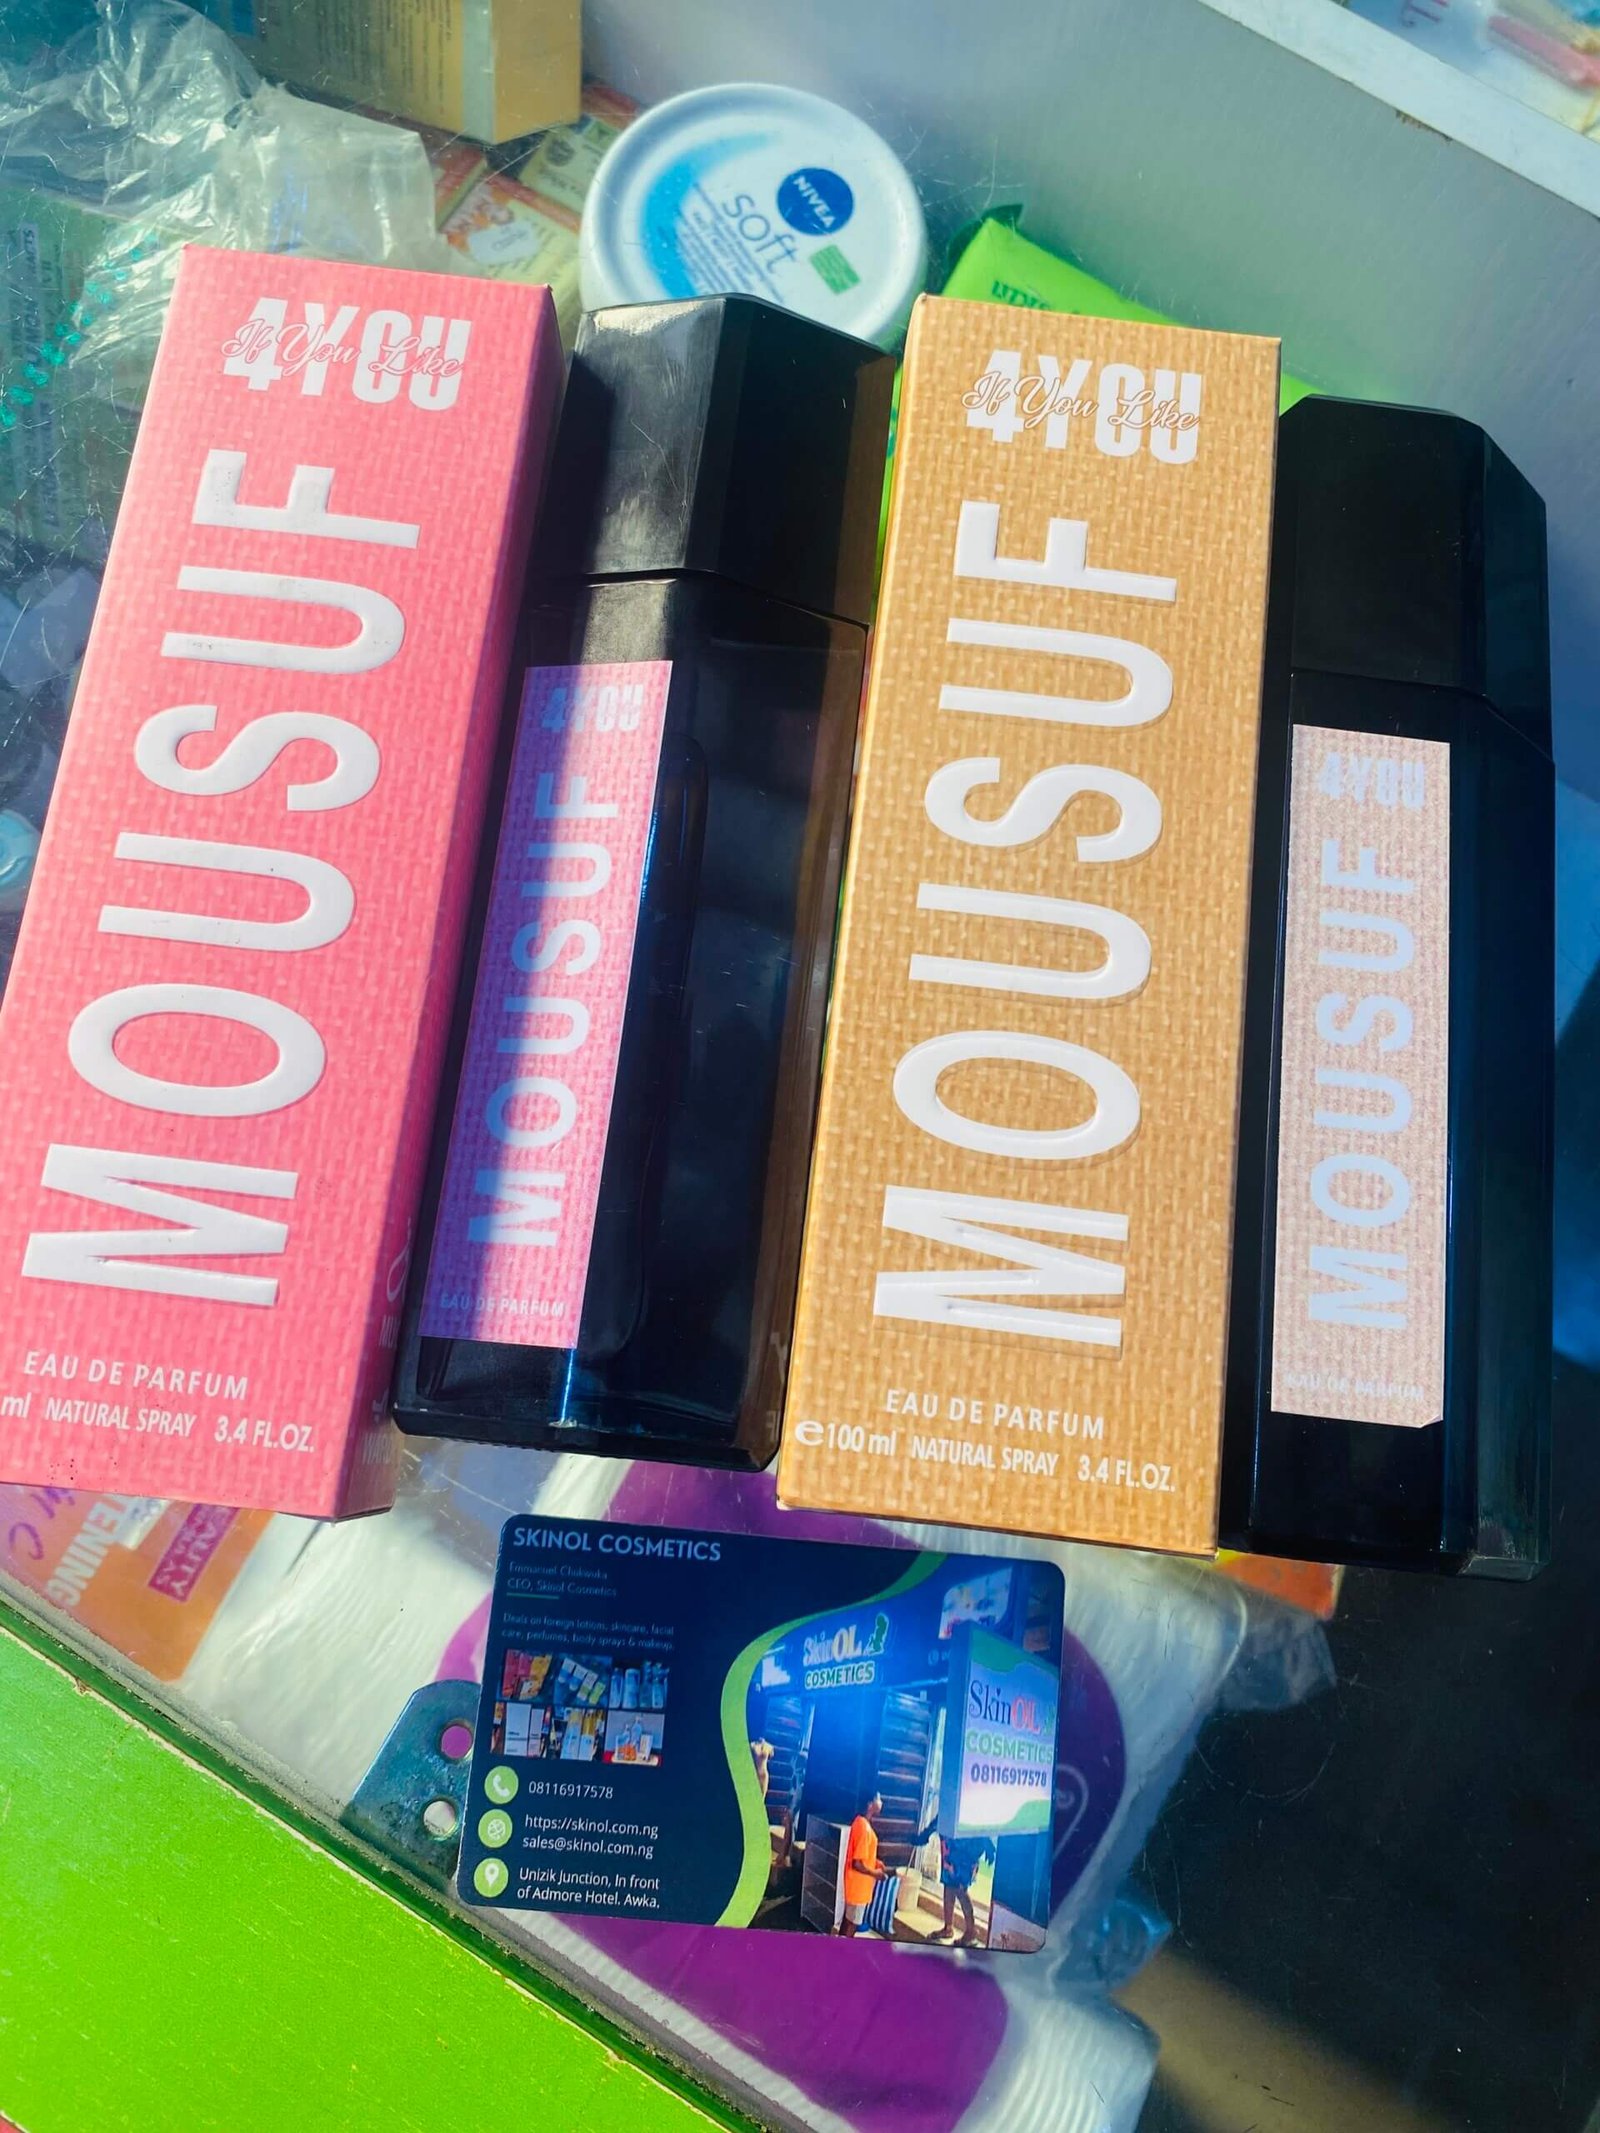 NIVEA
soft
4YOU
If You Like
MOUSUF
EAU DE PARFUM
ml NATURAL SPRAY 3.4 FL.OZ.
4YOU
MOUSUF
EAU DE PARFUM
4YOU
If You Like
MOUSUF
EAU DE PARFUM
e100 ml NATURAL SPRAY 3.4 FL.OZ.
4YOU
MOUSUF
EAU DE PARFUM
TENING
BEAUTY
SKINOL COSMETICS
Emmanuel Chukwuka
CEO, Skinol Cosmetics
Deals on foreign lotions, skincare, facial
care, perfumes, body sprays & makeup.
08116917578
https://skinol.com.ng
sales@skinol.com.ng
Unizik Junction, In front
of Admore Hotel, Awka.
SkinOL
COSMETICS
SkinOIL
COSMETICS
08116917578